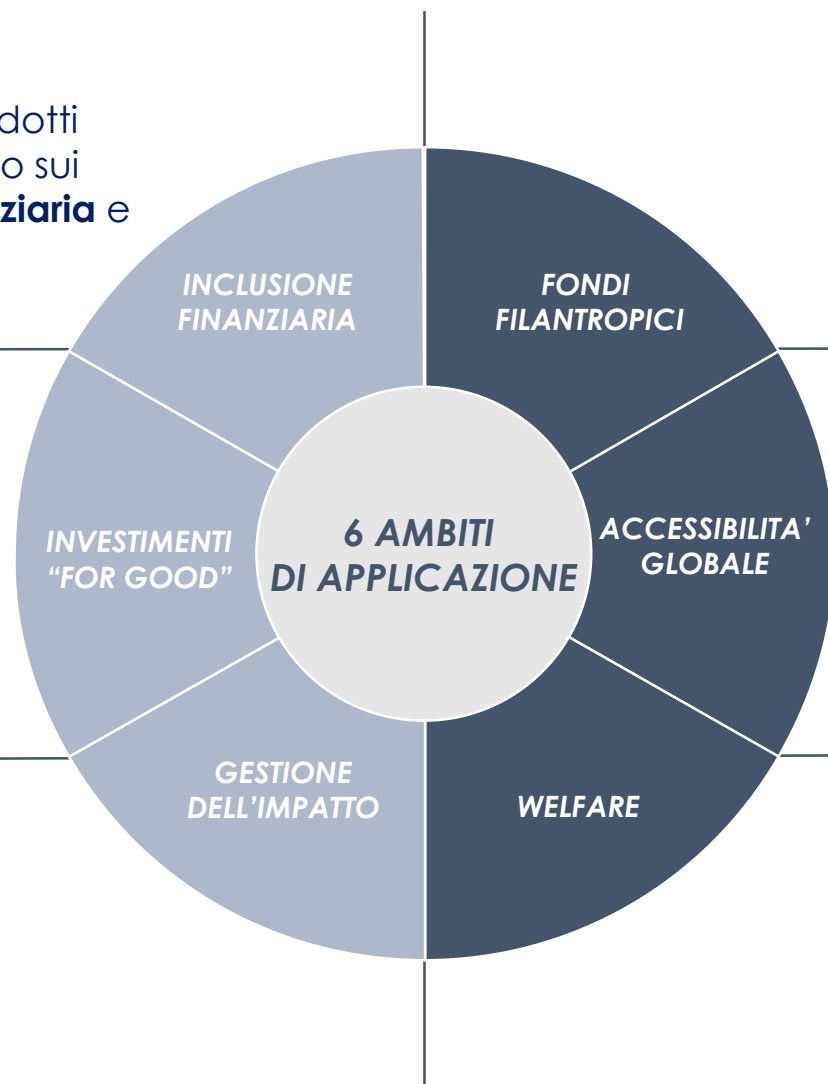 dotti
o sui
ziaria e
INCLUSIONE
FINANZIARIA
FONDI
FILANTROPICI
INVESTIMENTI
“FOR GOOD”
6 AMBITI
DI APPLICAZIONE
ACCESSIBILITA’
GLOBALE
GESTIONE
DELL’IMPATTO
WELFARE